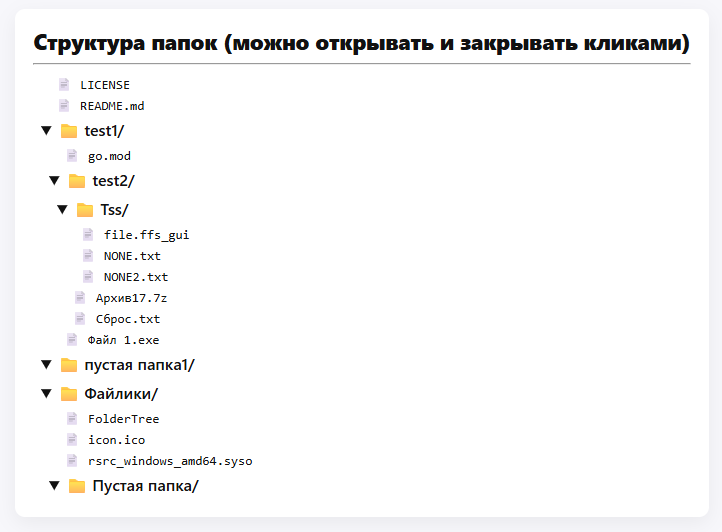 Структура папок (можно открывать и закрывать кликами)
LICENSE
README.md
test1/
go.mod
test2/
Tss/
file.ffs_gui
NONE.txt
NONE2.txt
Архив17.7z
Сброс.txt
Файл 1.exe
пустая папка1/
Файлики/
FolderTree
icon.ico
rsrc_windows_amd64.syso
Пустая папка/